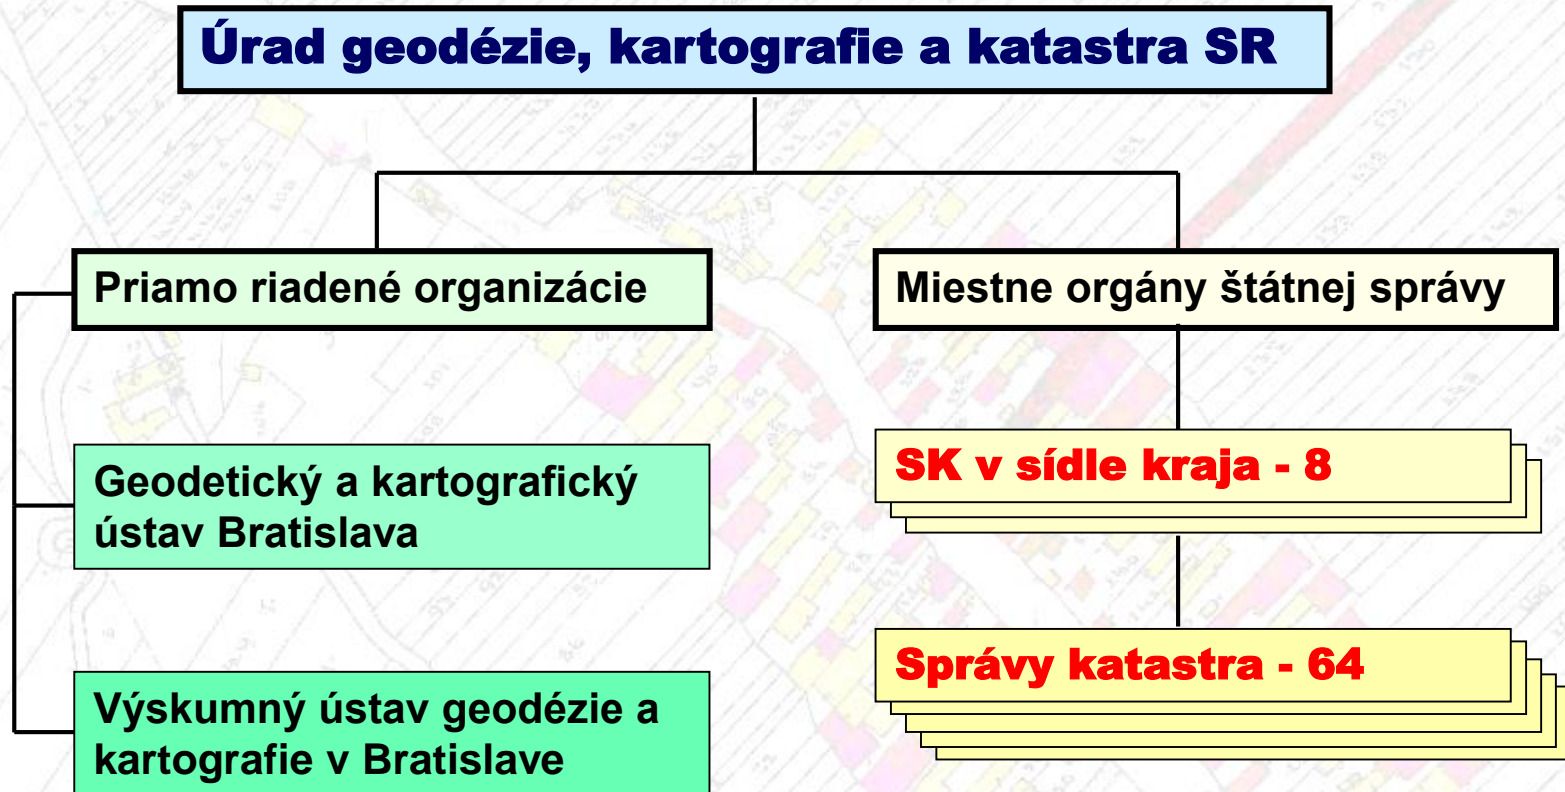 Úrad geodézie, kartografie a katastra SR
Priamo riadené organizácie
Miestne orgány štátnej správy
Geodetický a kartografický
ústav Bratislava
SK v sídle kraja - 8
Výskumný ústav geodézie a
kartografie v Bratislave
Správy katastra - 64